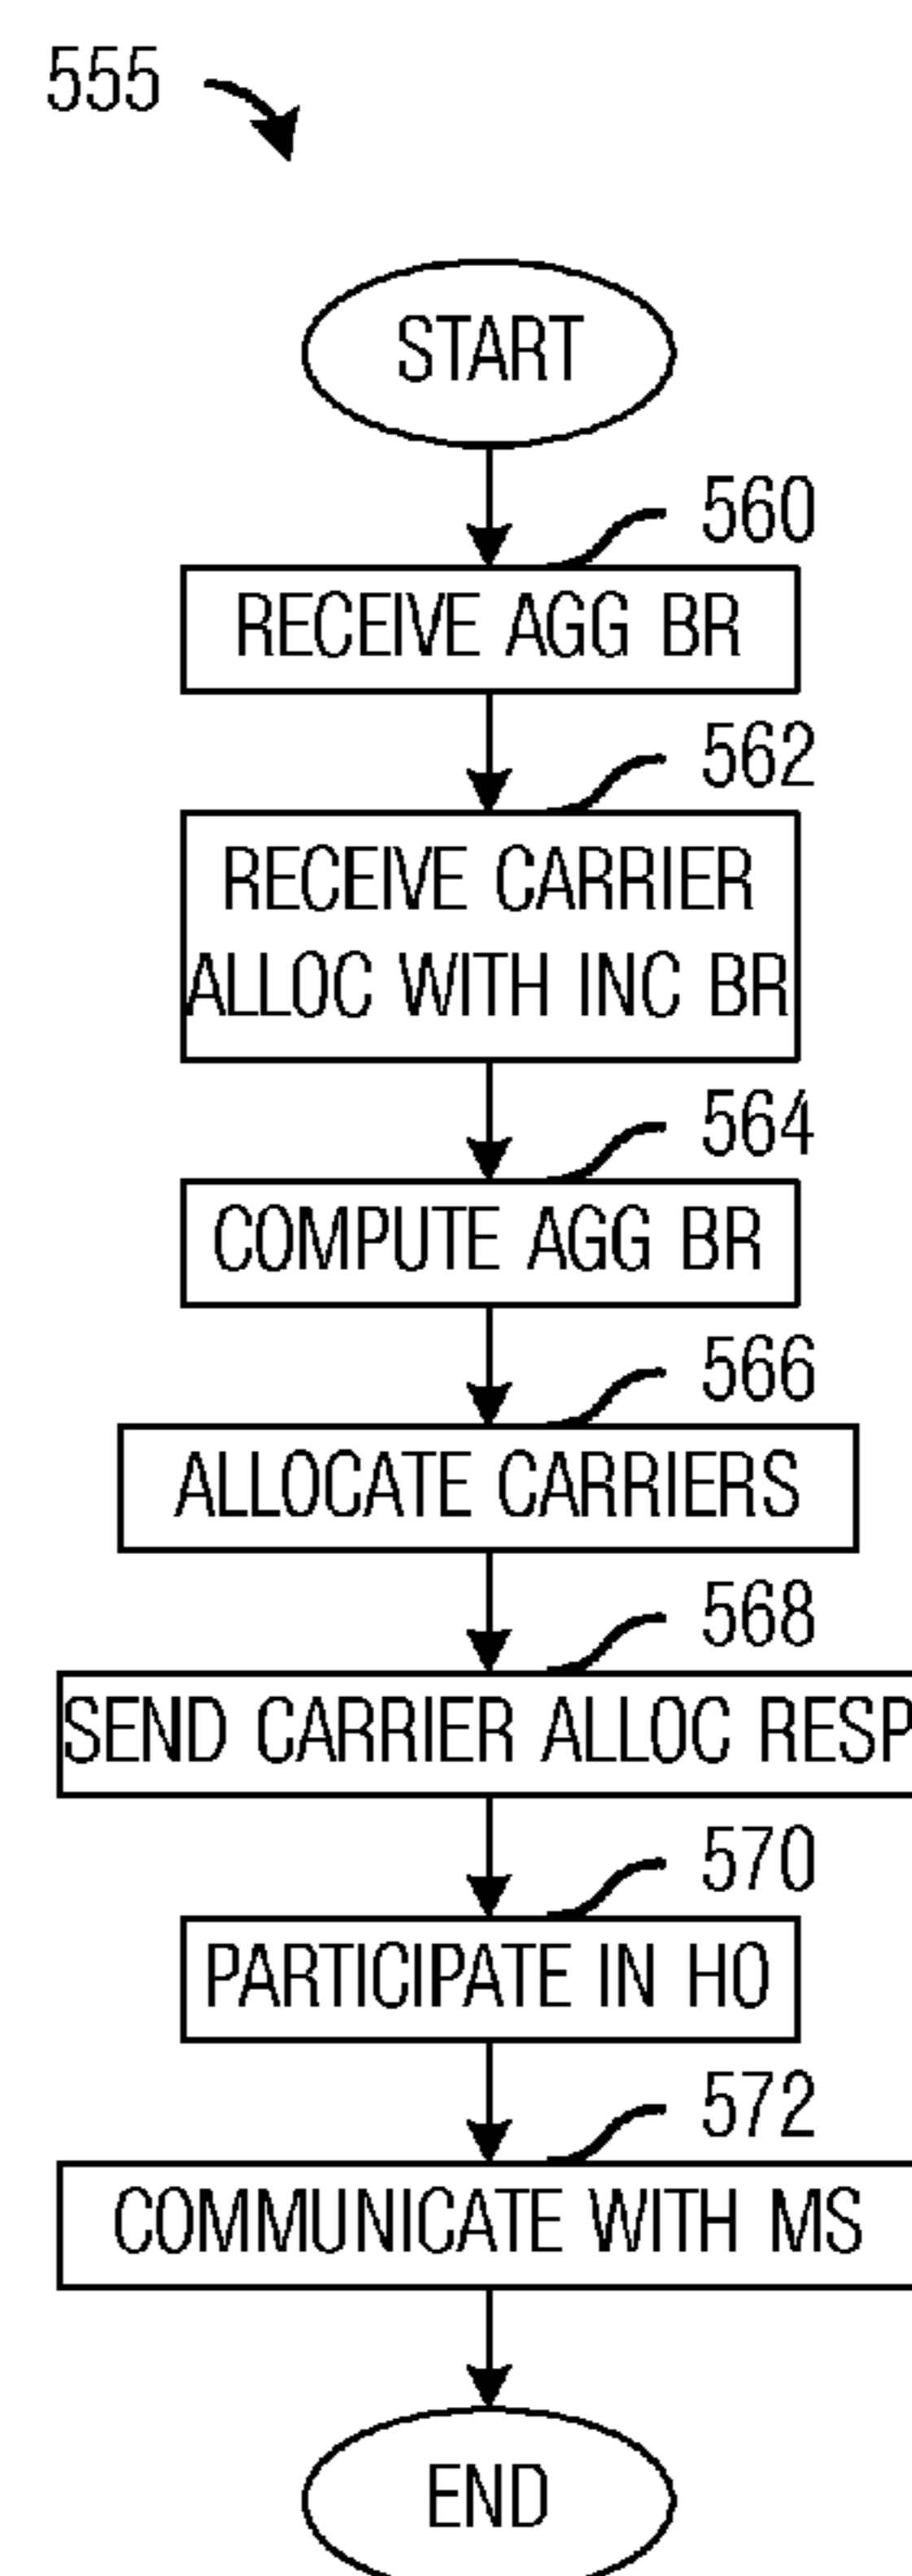 555
START
560
RECEIVE AGG BR
562
RECEIVE CARRIER
ALLOC WITH INC BR
564
COMPUTE AGG BR
566
ALLOCATE CARRIERS
568
SEND CARRIER ALLOC RESP
570
PARTICIPATE IN HO
572
COMMUNICATE WITH MS
END